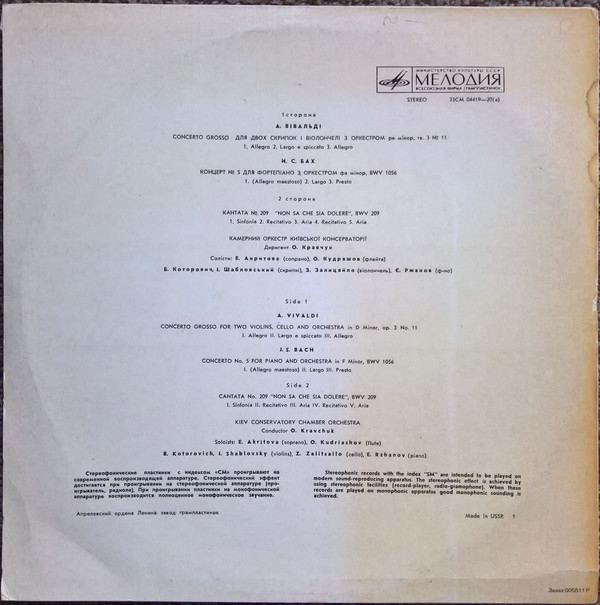 МИНИСТЕРСТВО КУЛЬТУРЫ СССР
МЕЛОДИЯ
ВСЕСОЮЗНАЯ ФИРМА ГРАМПЛАСТИНОК
STEREO 33СМ 04419—20(а)
1 сторона
А. ВІВАЛЬДІ
CONCERTO GROSSO ДЛЯ ДВОХ СКРИПОК І ВІОЛОНЧЕЛІ З ОРКЕСТРОМ ре мінор, тв. 3 № 11
1. Allegro 2. Largo e spiccato 3. Allegro
Й. С. БАХ
КОНЦЕРТ № 5 ДЛЯ ФОРТЕПІАНО З ОРКЕСТРОМ фа мінор, BWV 1056
1. (Allegro maestoso) 2. Largo 3. Presto
2 сторона
КАНТАТА № 209 "NON SA CHE SIA DOLERE", BWV 209
1. Sinfonia 2. Recitativo 3. Aria 4. Recitativo 5. Aria
КАМЕРНИЙ ОРКЕСТР КИЇВСЬКОЇ КОНСЕРВАТОРІЇ
Диригент О. Кравчук
Солісти: Е. Акритова (сопрано), О. Кудряшов (флейта)
Б. Которович, І. Шабловський (скрипки), З. Залицяйло (віолончель), Є. Ржанов (ф-но)
Side 1
A. VIVALDI
CONCERTO GROSSO FOR TWO VIOLINS, CELLO AND ORCHESTRA in D Minor, op. 3 No. 11
I. Allegro II. Largo e spiccato III. Allegro
J. S. BACH
CONCERTO No. 5 FOR PIANO AND ORCHESTRA in F Minor, BWV 1056
I. (Allegro maestoso) II. Largo III. Presto
Side 2
CANTATA No. 209 "NON SA CHE SIA DOLERE", BWV 209
I. Sinfonia II. Recitativo III. Aria IV. Recitativo V. Aria
KIEV CONSERVATORY CHAMBER ORCHESTRA
Conductor O. Kravchuk
Soloists: E. Akritova (soprano), O. Kudriashov (flute)
B. Kotorovich, I. Shablovsky (violins), Z. Zalitsailo (cello), E. Rzhanov (piano)
Стереофонические пластинки с индексом «СМ» проигрывают на
современной воспроизводящей аппаратуре. Стереофонический эффект
достигается при проигрывании на стереофонической аппаратуре (про-
игрыватель, радиола). При проигрывании пластинки на монофонической
аппаратуре воспроизводится полноценное монофоническое звучание.
Stereophonic records with the index "SM" are intended to be played on
modern sound-reproducing apparatus. The stereophonic effect is achieved by
using stereophonic facilities (record-player, radio-gramophone). When these
records are played on monophonic apparatus good monophonic sounding is
achieved.
Апрелевский ордена Ленина завод грампластинок
Made in USSR 1
Заказ 005511 Р